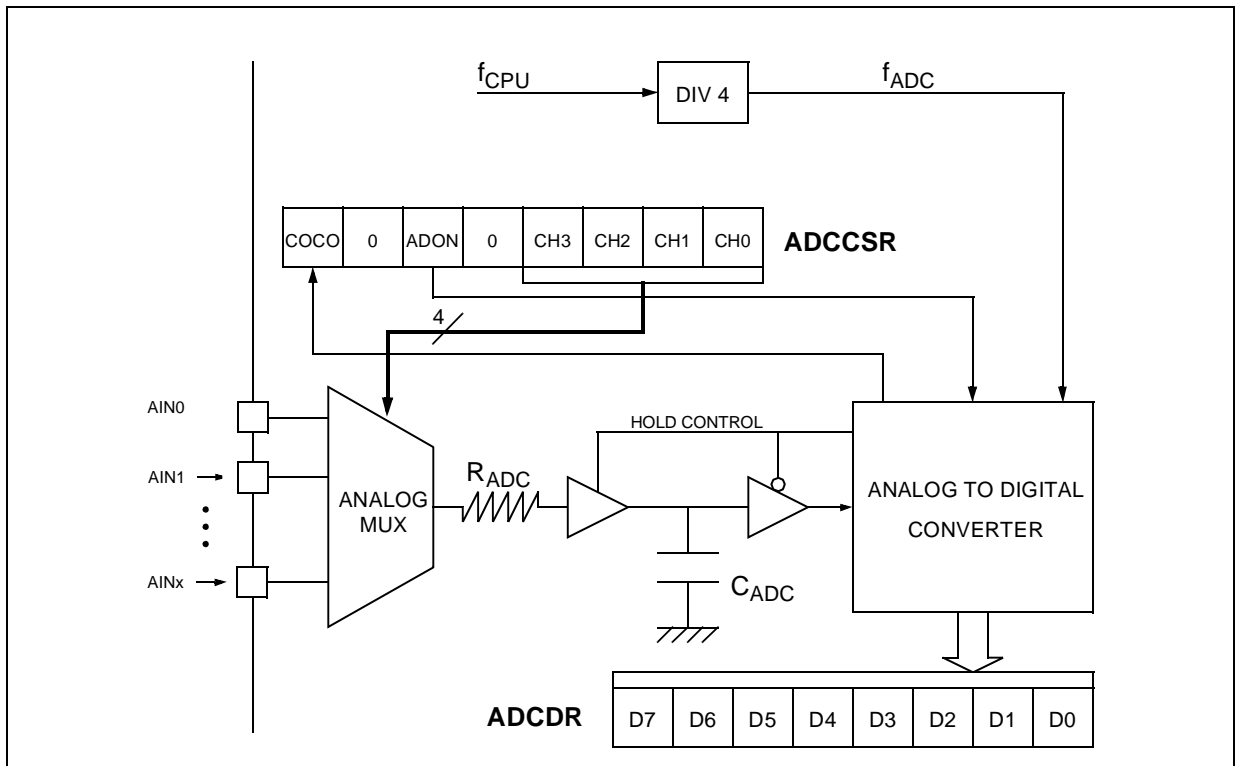 fCPU
DIV 4
fADC
COCO 0 ADON 0 CH3 CH2 CH1 CH0
ADCCSR
4
AIN0
HOLD CONTROL
AIN1
RADC
ANALOG
MUX
ANALOG TO DIGITAL
CONVERTER
AINx
CADC
ADCDR
D7 D6 D5 D4 D3 D2 D1 D0